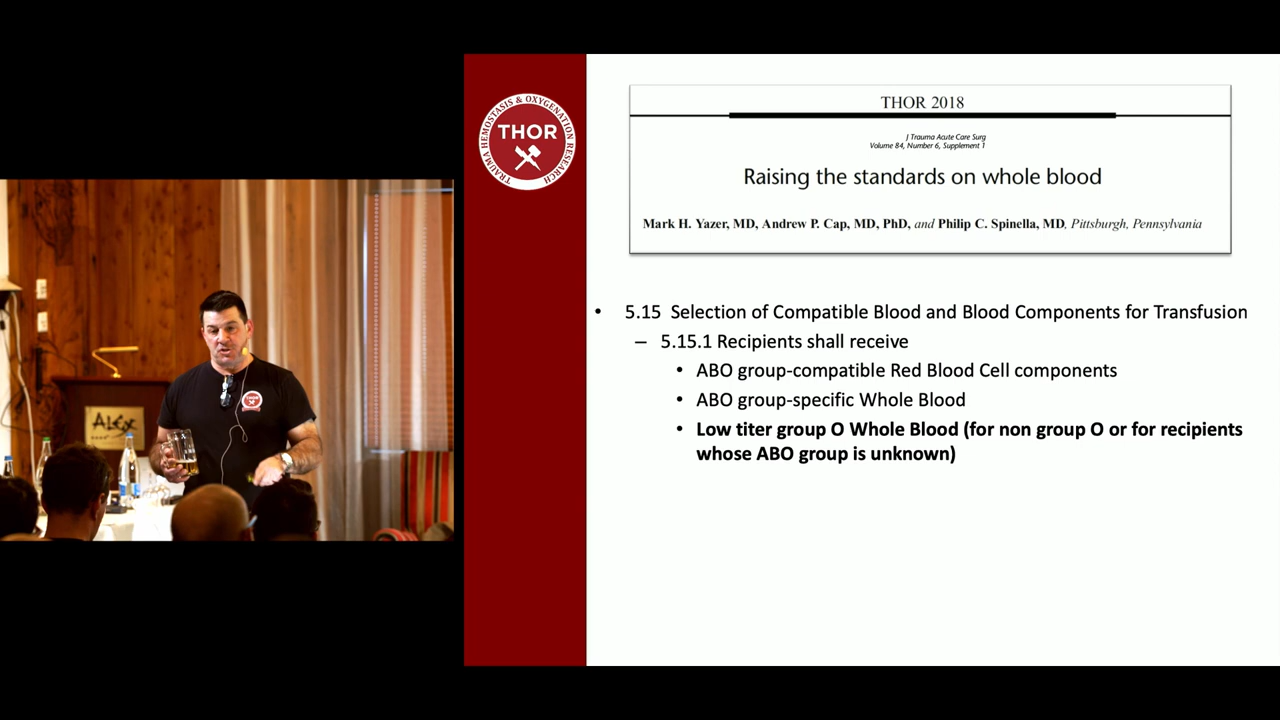 THOR 2018
TRAUMA HEMOSTASIS & OXYGENATION RESEARCH
THOR
J Trauma Acute Care Surg
Volume 84, Number 6, Supplement 1
Raising the standards on whole blood
Mark H. Yazer, MD, Andrew P. Cap, MD, PhD, and Philip C. Spinella, MD, Pittsburgh, Pennsylvania
• 5.15 Selection of Compatible Blood and Blood Components for Transfusion
– 5.15.1 Recipients shall receive
• ABO group-compatible Red Blood Cell components
• ABO group-specific Whole Blood
• Low titer group O Whole Blood (for non group O or for recipients
whose ABO group is unknown)
ALEX